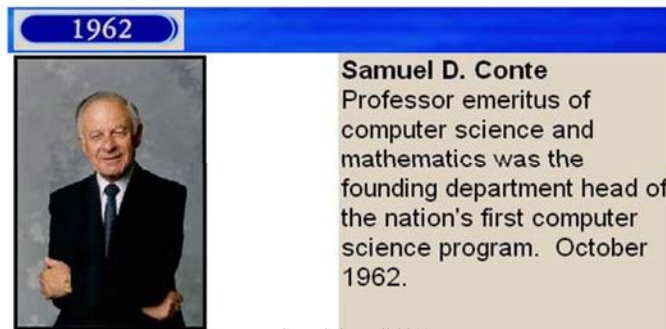 1962
Samuel D. Conte
Professor emeritus of
computer science and
mathematics was the
founding department head of
the nation's first computer
science program.  October
1962.